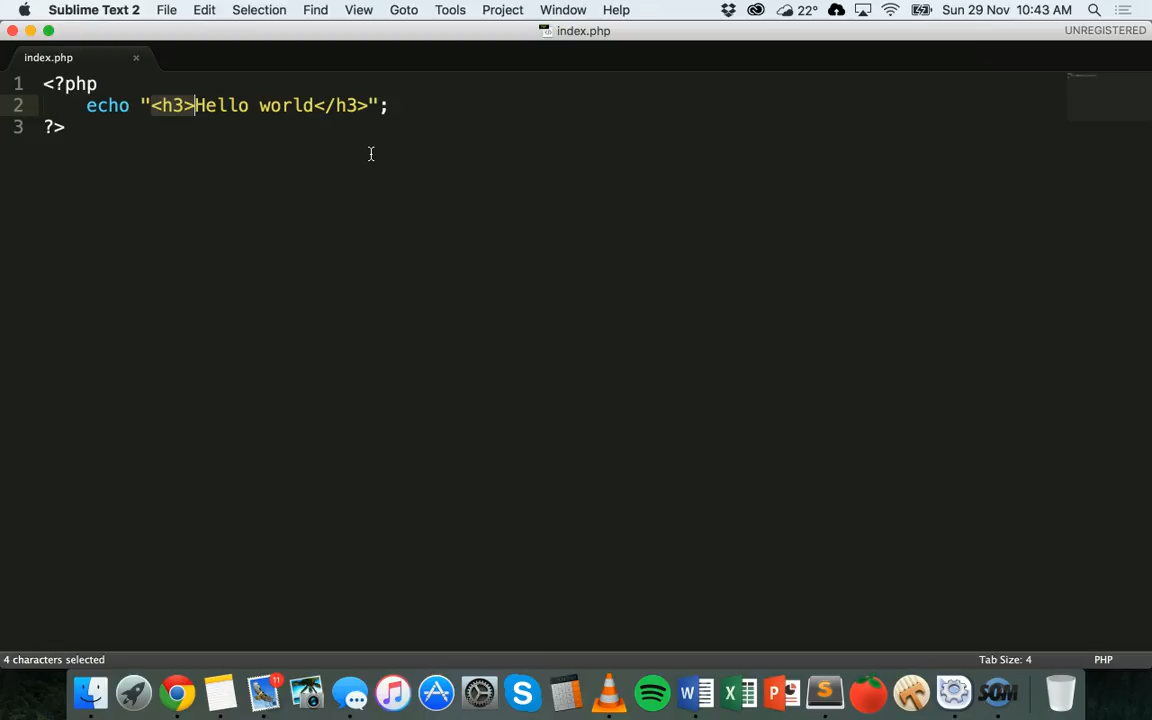 Sublime Text 2 File Edit Selection Find View Goto Tools Project Window Help 22° Sun 29 Nov 10:43 AM
index.php UNREGISTERED
index.php ×
1 <?php
2     echo "<h3>Hello world</h3>";
3 ?>
4 characters selected Tab Size: 4 PHP
11
W X P S SOM